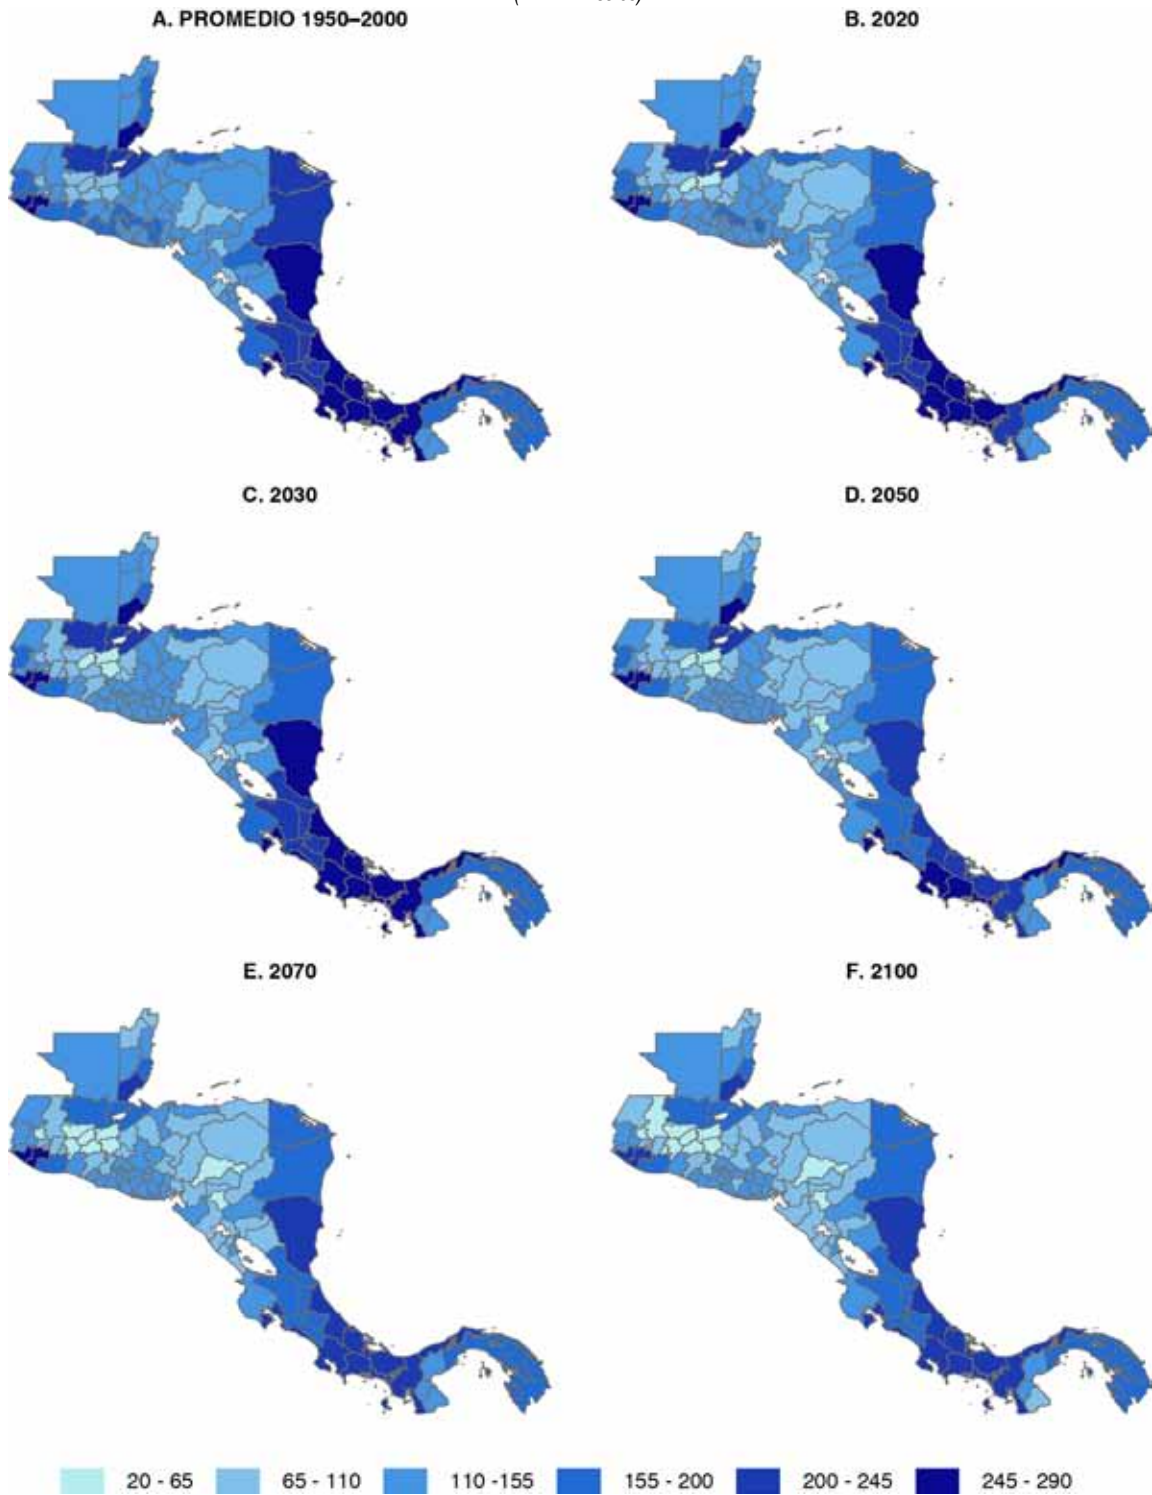 A. PROMEDIO 1950–2000
B. 2020
C. 2030
D. 2050
E. 2070
F. 2100
20 - 65
65 - 110
110 -155
155 - 200
200 - 245
245 - 290